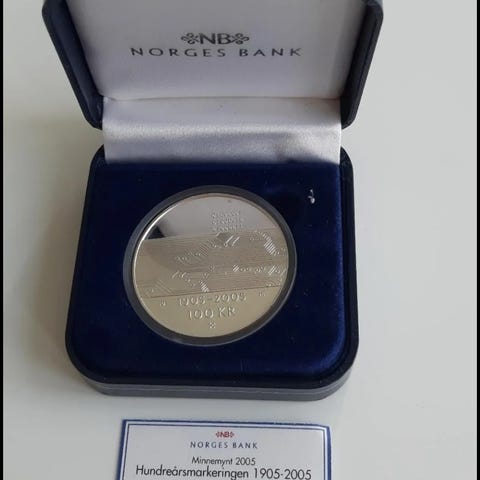 NB
NORGES BANK
1905-2005
100 KR
NB
NORGES BANK
Minnemynt 2005
Hundreårsmarkeringen 1905-2005